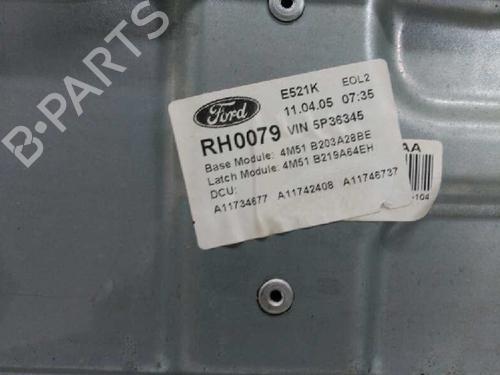 E521K EOL2
Ford 11.04.05 07:35
RH0079 VIN 5P36345
Base Module: 4M51 B203A28BE
Latch Module: 4M51 B219A64EH
DCU:
A11734677 A11742408 A11746737
AA
-104
B-PARTS